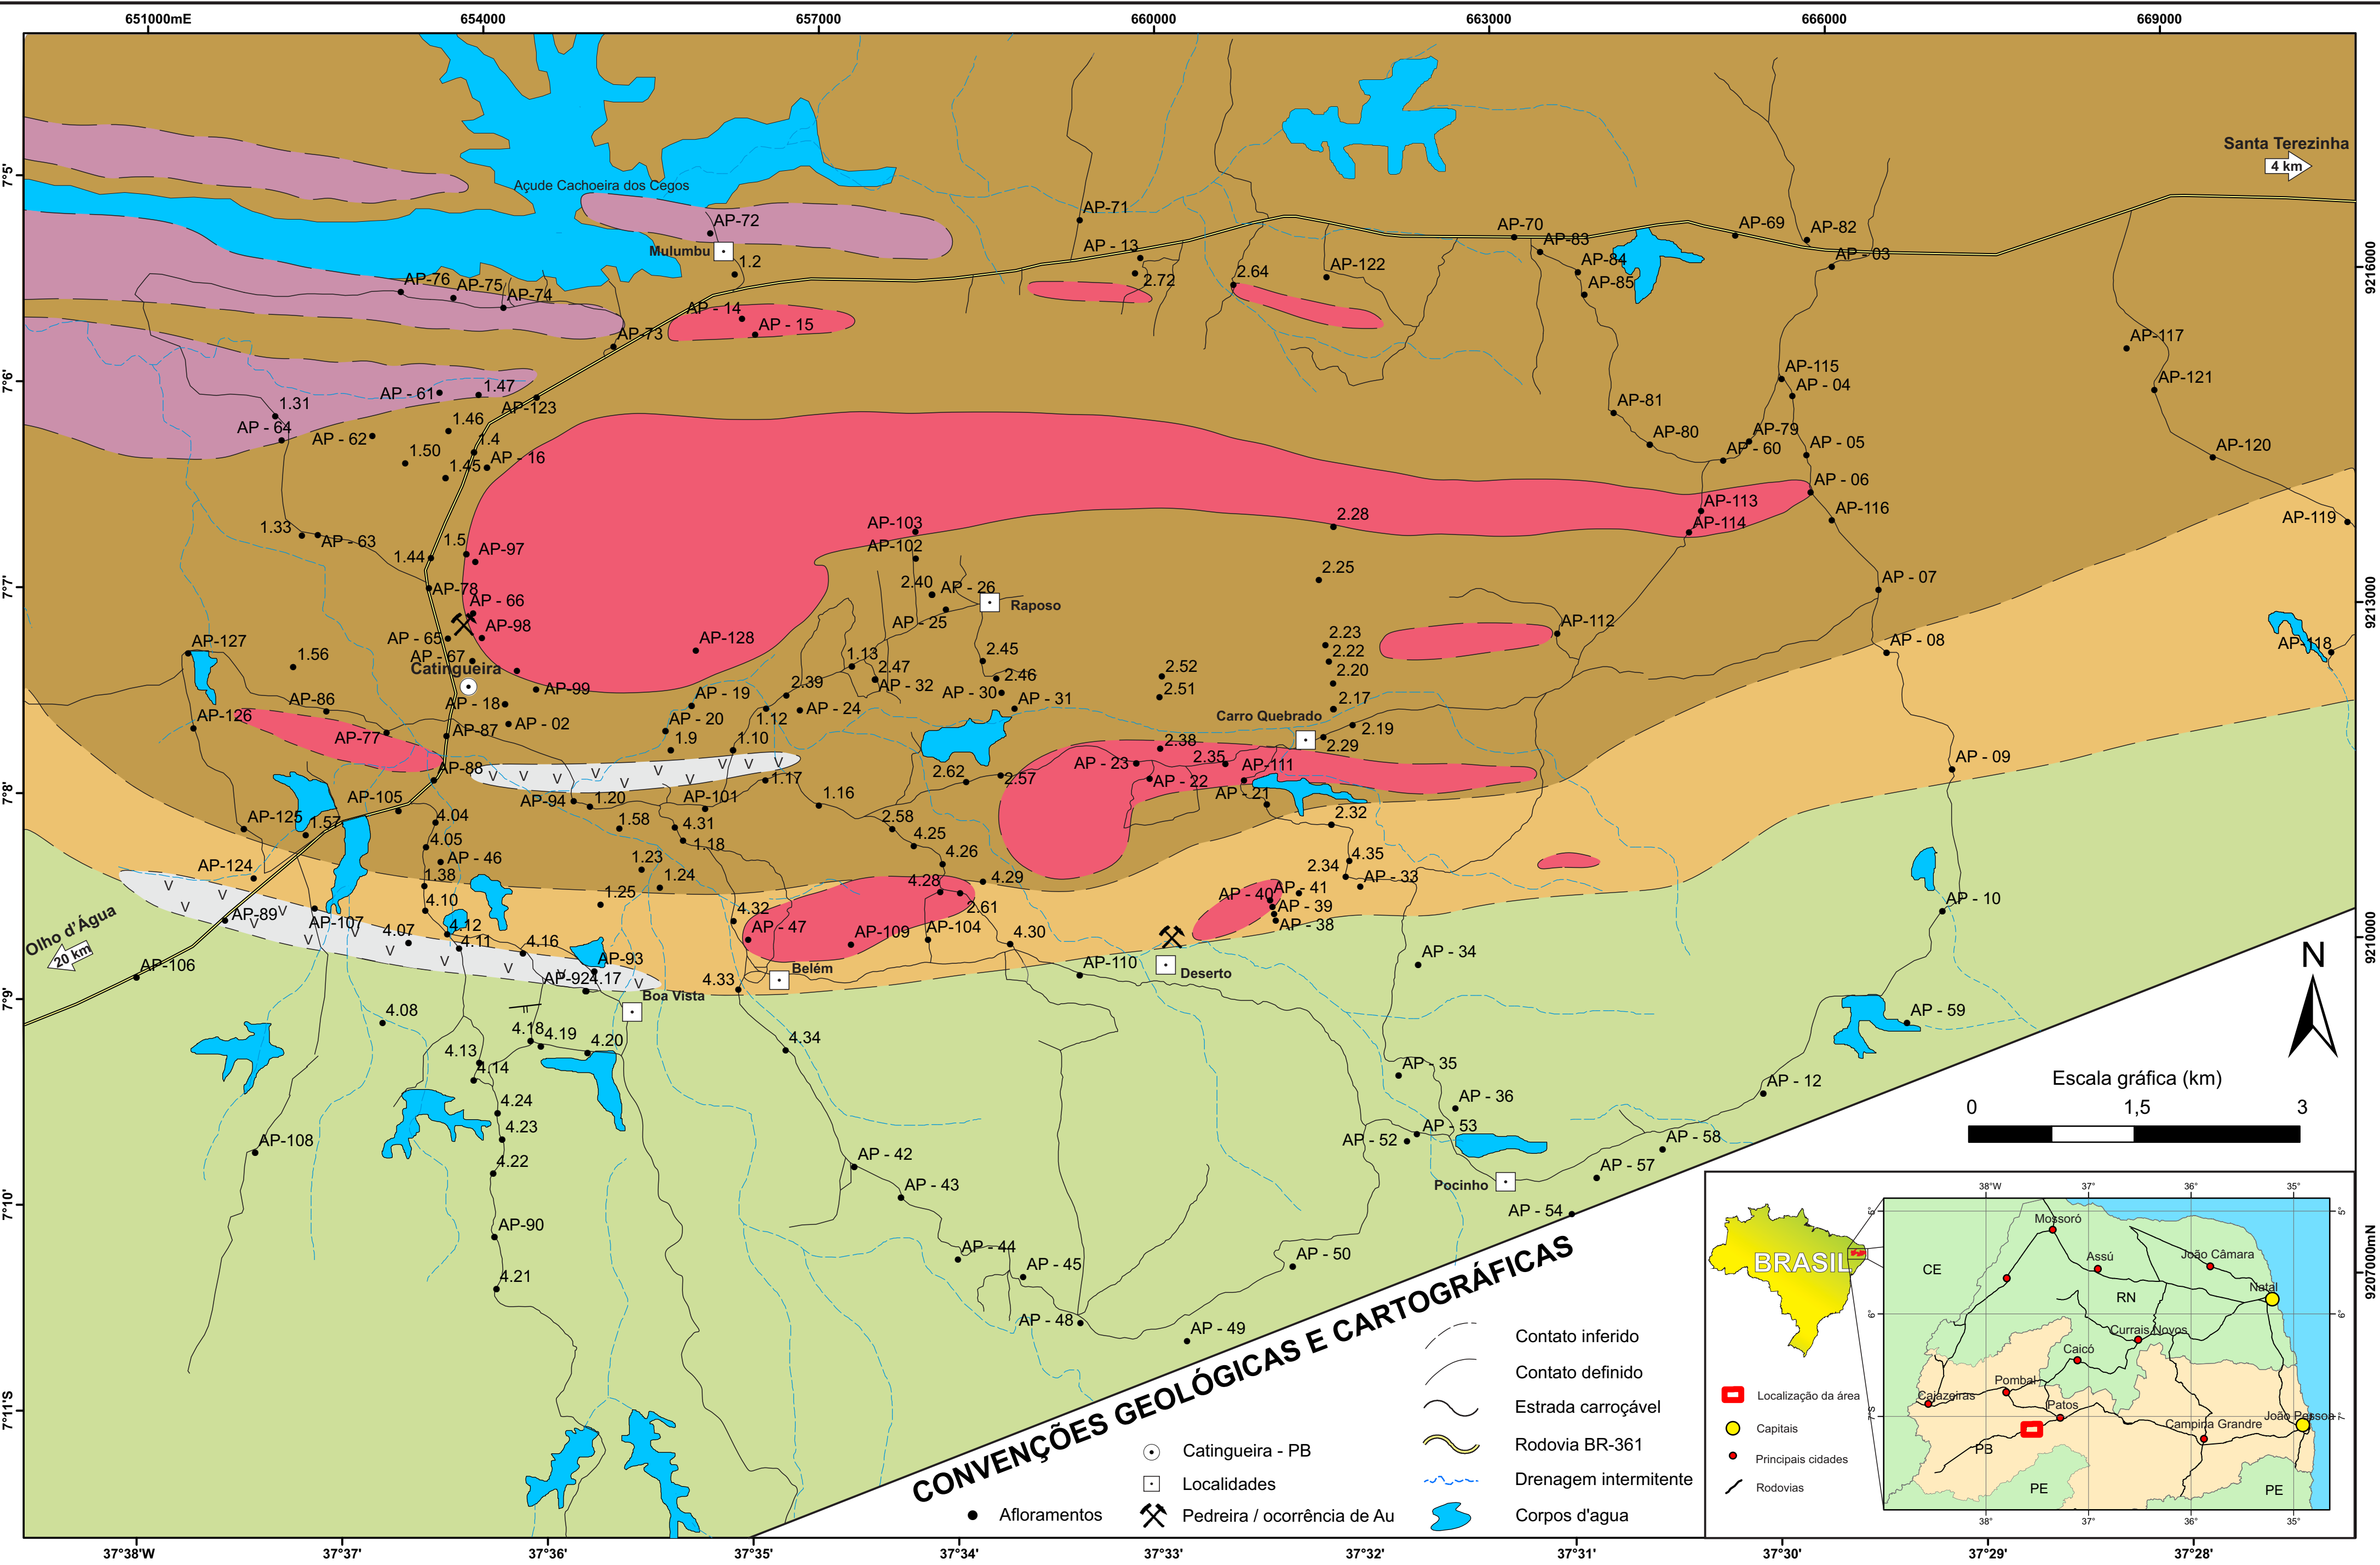 651000mE 654000 657000 660000 663000 666000 669000
Santa Terezinha
4 km
7°5'
Açude Cachoeira dos Cegos
AP-72
AP-71
AP-70
AP-69
AP-82
Mulumbu
AP - 13
AP-83
AP - 03
1.2
2.72
2.64
AP-122
AP-84
AP-85
9216000
AP-76
AP-75
AP-74
AP - 14
AP - 15
AP-73
AP-117
7°6'
AP - 61
1.47
AP-123
AP-115
AP - 04
AP-121
1.31
AP - 64
AP - 62
1.46
1.4
AP-81
AP-80
AP-79
AP - 60
AP - 05
AP-120
1.50
1.45
AP - 16
AP - 06
AP-113
AP-114
AP-116
AP-119
1.33
AP - 63
1.44
1.5
AP-97
AP-103
AP-102
2.28
7°7'
AP-78
AP - 66
2.40
AP - 26
Raposo
2.25
AP - 07
9213000
AP - 65
AP-98
AP - 25
AP-127
1.56
AP - 67
Catingueira
AP-128
1.13
2.47
AP - 32
2.45
2.46
2.52
2.51
2.23
2.22
2.20
2.17
AP-112
AP - 08
AP-118
AP-86
AP - 18
AP-99
AP - 19
2.39
AP - 24
AP - 30
AP - 31
Carro Quebrado
2.19
2.29
AP-126
AP-77
AP-87
AP - 02
AP - 20
1.12
1.9
1.10
2.38
AP-88
v v v v v v v v v
AP - 23
2.35
AP-111
AP - 22
AP - 21
AP - 09
7°8'
AP-105
AP-94
1.20
AP-101
1.17
1.16
2.62
2.57
AP-125
1.57
4.04
4.05
1.58
4.31
1.18
2.58
4.25
2.32
AP-124
AP - 46
1.38
1.23
1.24
4.26
4.35
2.34
AP - 33
4.10
1.25
4.28
4.29
2.61
AP - 40
AP - 41
AP - 39
AP - 38
AP - 10
Olho d'Água
20 km
AP-89
AP-107
4.07
4.12
4.11
4.16
4.32
AP - 47
AP-109
AP-104
4.30
AP - 34
9210000
v v v v v v v v v v v
AP-106
AP-93
AP-924.17
Belém
4.33
AP-110
Deserto
N
7°9'
Boa Vista
4.08
4.18
4.19
4.20
4.34
AP - 59
4.13
4.14
AP - 35
AP - 12
Escala gráfica (km)
0 1,5 3
4.24
4.23
AP - 36
AP - 52
AP - 53
AP - 58
AP-108
4.22
AP - 42
AP - 57
7°10'
AP - 43
Pocinho
AP - 54
AP-90
AP - 44
AP - 45
AP - 50
4.21
AP - 48
AP - 49
9207000mN
7°11'S
CONVENÇÕES GEOLÓGICAS E CARTOGRÁFICAS
Contato inferido
Contato definido
Estrada carroçável
Catingueira - PB
Rodovia BR-361
Localidades
Drenagem intermitente
Afloramentos
Pedreira / ocorrência de Au
Corpos d'agua
BRASIL
Localização da área
Capitais
Principais cidades
Rodovias
38°W 37° 36° 35°
5° 5°
Mossoró
CE
Assú
João Câmara
Natal
RN
6° 6°
Currais Novos
Caicó
Pombal
Cajazeiras
Patos
João Pessoa
Campina Grande
7°S 7°
PB
PE
PE
38° 37° 36° 35°
37°38'W 37°37' 37°36' 37°35' 37°34' 37°33' 37°32' 37°31' 37°30' 37°29' 37°28'